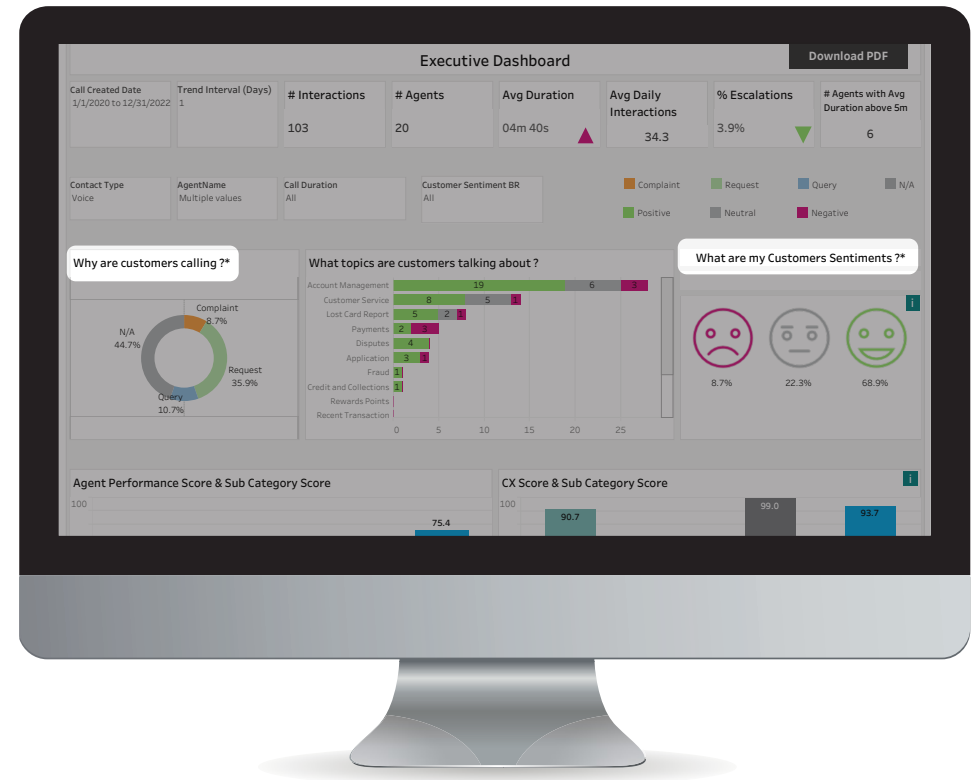 Executive Dashboard
Download PDF
Call Created Date
1/1/2020 to 12/31/2022
Trend Interval (Days)
1
# Interactions
103
# Agents
20
Avg Duration
04m 40s
Avg Daily
Interactions
34.3
% Escalations
3.9%
# Agents with Avg
Duration above 5m
6
Contact Type
Voice
AgentName
Multiple values
Call Duration
All
Customer Sentiment BR
All
Complaint
Request
Query
N/A
Positive
Neutral
Negative
Why are customers calling ?*
Complaint
8.7%
N/A
44.7%
Request
35.9%
Query
10.7%
What topics are customers talking about ?
Account Management 19 6 3
Customer Service 8 5 1
Lost Card Report 5 2 1
Payments 2 3
Disputes 4
Application 3 1
Fraud 1
Credit and Collections 1
Rewards Points
Recent Transaction
0 5 10 15 20 25
What are my Customers Sentiments ?*
i
8.7% 22.3% 68.9%
Agent Performance Score & Sub Category Score
100
75.4
CX Score & Sub Category Score
i
100
90.7
99.0
93.7